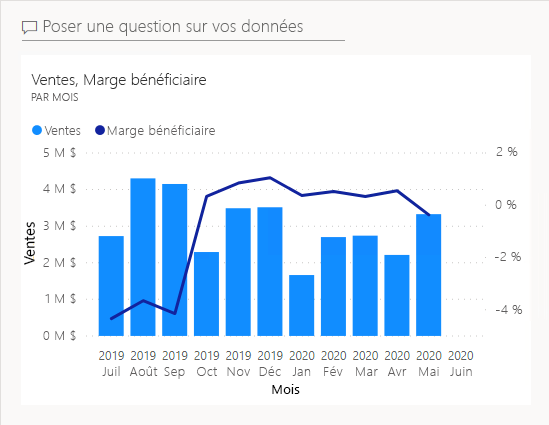 Poser une question sur vos données
Ventes, Marge bénéficiaire
PAR MOIS
Ventes Marge bénéficiaire
5 M $
4 M $
3 M $
2 M $
1 M $
0 M $
Ventes
2 %
0 %
-2 %
-4 %
2019 2019 2019 2019 2019 2019 2020 2020 2020 2020 2020 2020
Juil Août Sep Oct Nov Déc Jan Fév Mar Avr Mai Juin
Mois